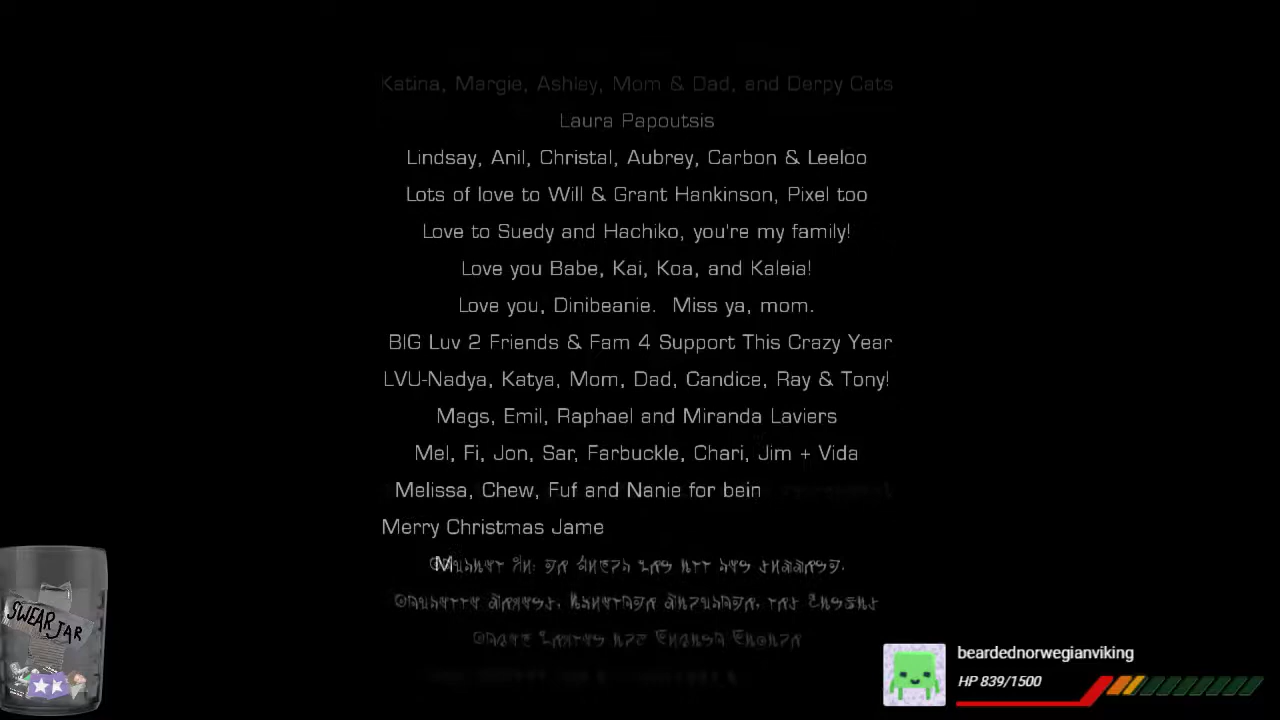 Katina, Margie, Ashley, Mom & Dad, and Derpy Cats
Laura Papoutsis
Lindsay, Anil, Christal, Aubrey, Carbon & Leeloo
Lots of love to Will & Grant Hankinson, Pixel too
Love to Suedy and Hachiko, you're my family!
Love you Babe, Kai, Koa, and Kaleia!
Love you, Dinibeanie. Miss ya, mom.
BIG Luv 2 Friends & Fam 4 Support This Crazy Year
LVU-Nadya, Katya, Mom, Dad, Candice, Ray & Tony!
Mags, Emil, Raphael and Miranda Laviers
Mel, Fi, Jon, Sar, Farbuckle, Chari, Jim + Vida
Melissa, Chew, Fuf and Nanie for bein
Merry Christmas Jame
M
SWEAR JAR
beardednorwegianviking
HP 839/1500